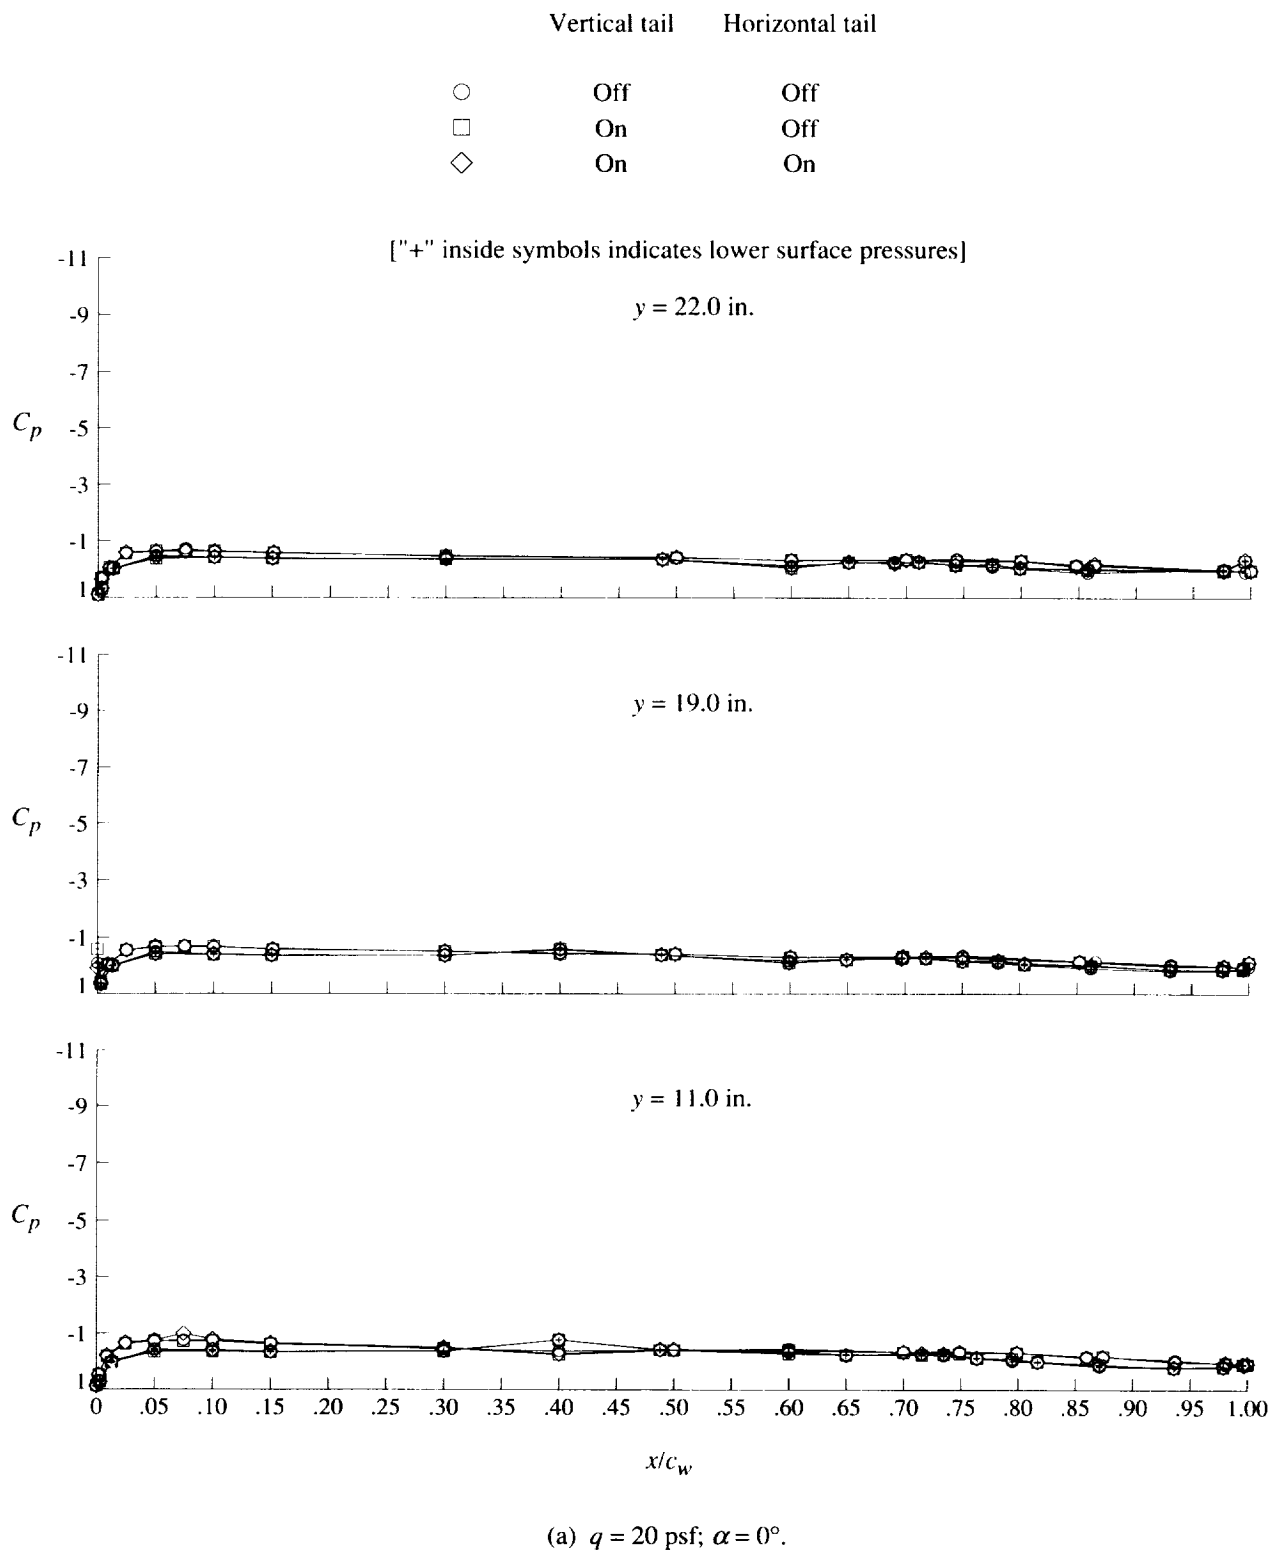 Vertical tail Horizontal tail
○ Off Off
□ On Off
◇ On On
["+" inside symbols indicates lower surface pressures]
y = 22.0 in.
-11
-9
-7
-5
-3
-1
1
Cp
y = 19.0 in.
-11
-9
-7
-5
-3
-1
1
Cp
y = 11.0 in.
-11
-9
-7
-5
-3
-1
1
Cp
0 .05 .10 .15 .20 .25 .30 .35 .40 .45 .50 .55 .60 .65 .70 .75 .80 .85 .90 .95 1.00
x/cw
(a) q = 20 psf; α = 0°.